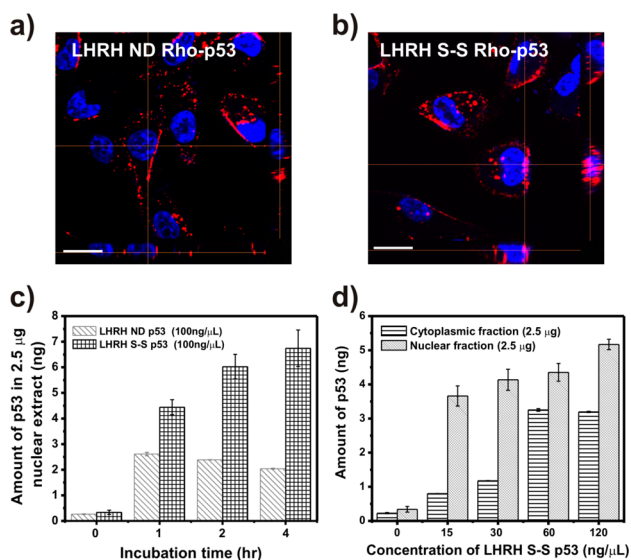 a)
LHRH ND Rho-p53
b)
LHRH S-S Rho-p53
c)
Amount of p53 in 2.5 μg
nuclear extract (ng)
8
7
6
5
4
3
2
1
0
LHRH ND p53 (100ng/μL)
LHRH S-S p53 (100ng/μL)
0 1 2 4
Incubation time (hr)
d)
Amount of p53 (ng)
6
5
4
3
2
1
0
Cytoplasmic fraction (2.5 μg)
Nuclear fraction (2.5 μg)
0 15 30 60 120
Concentration of LHRH S-S p53 (ng/μL)